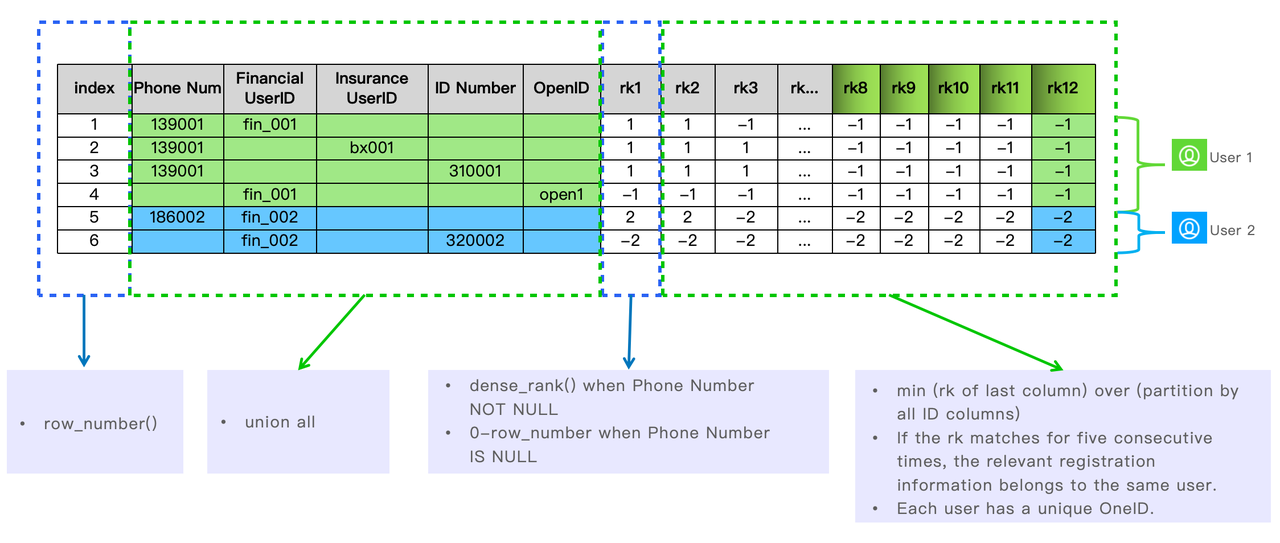 index Phone Num Financial UserID Insurance UserID ID Number OpenID rk1 rk2 rk3 rk... rk8 rk9 rk10 rk11 rk12
1 139001 fin_001 1 1 −1 ... −1 −1 −1 −1 −1
2 139001 bx001 1 1 1 ... −1 −1 −1 −1 −1
3 139001 310001 1 1 1 ... −1 −1 −1 −1 −1
4 fin_001 open1 −1 −1 −1 ... −1 −1 −1 −1 −1
5 186002 fin_002 2 2 −2 ... −2 −2 −2 −2 −2
6 fin_002 320002 −2 −2 −2 ... −2 −2 −2 −2 −2
User 1
User 2
• row_number()
• union all
• dense_rank() when Phone Number
NOT NULL
• 0−row_number when Phone Number
IS NULL
• min (rk of last column) over (partition by
all ID columns)
• If the rk matches for five consecutive
times, the relevant registration
information belongs to the same user.
• Each user has a unique OneID.